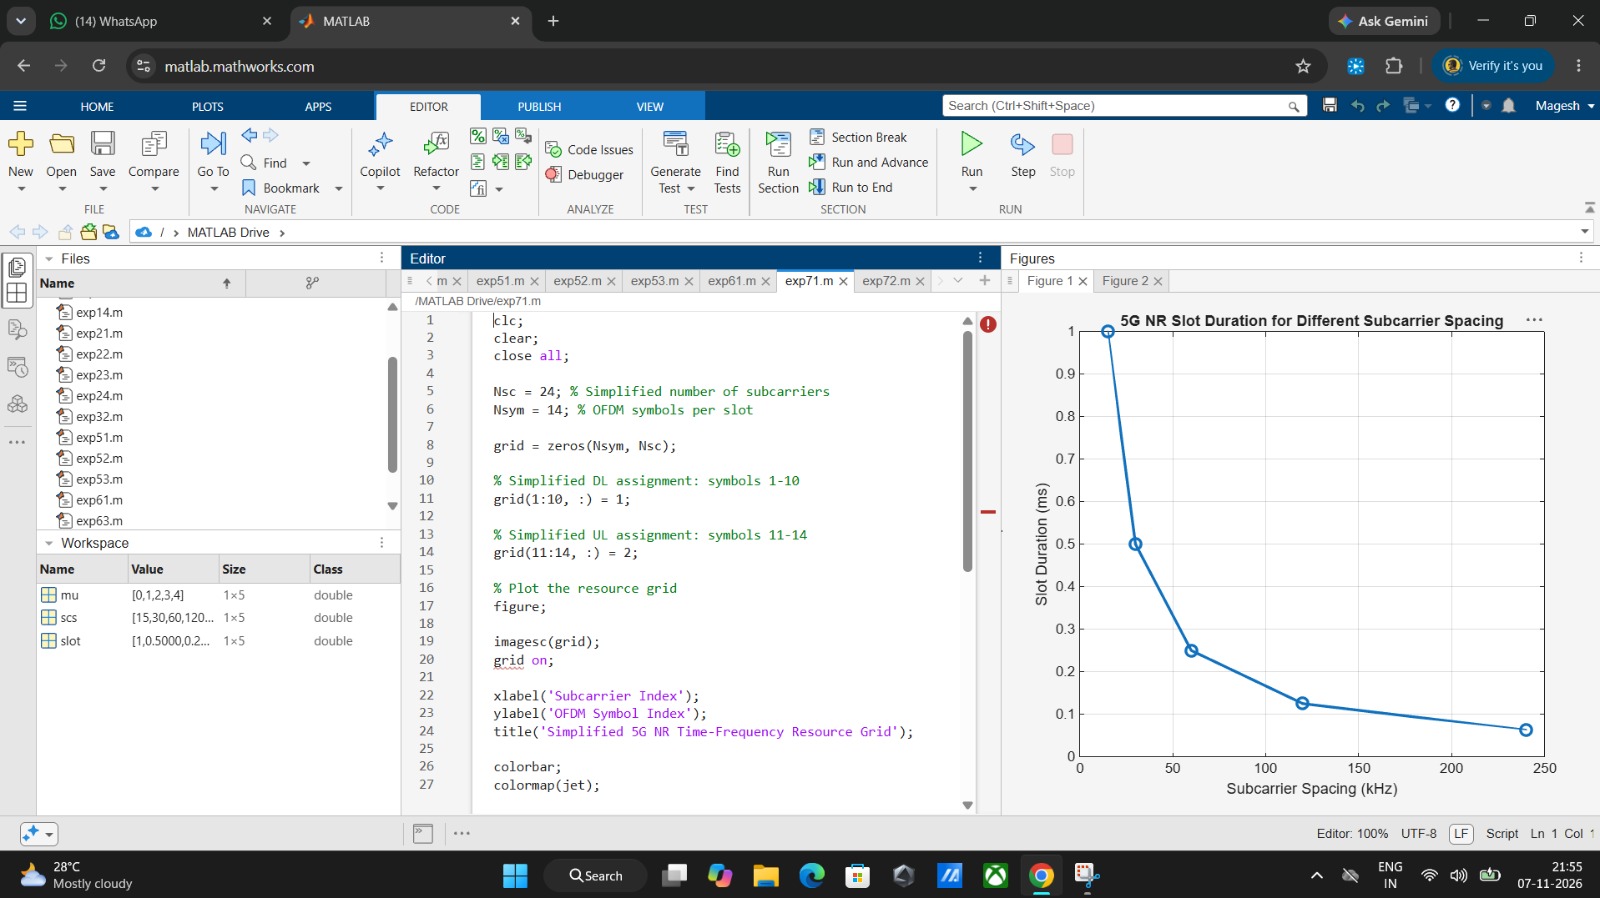 (14) WhatsApp
MATLAB
Ask Gemini
matlab.mathworks.com
Verify it's you
HOME
PLOTS
APPS
EDITOR
PUBLISH
VIEW
Search (Ctrl+Shift+Space)
Magesh
New
Open
Save
Compare
Go To
Find
Bookmark
Copilot
Refactor
Code Issues
Debugger
Generate
Test
Find
Tests
Run
Section
Section Break
Run and Advance
Run to End
Run
Step
Stop
FILE
NAVIGATE
CODE
ANALYZE
TEST
SECTION
RUN
/ > MATLAB Drive >
Files
Name
exp14.m
exp21.m
exp22.m
exp23.m
exp24.m
exp32.m
exp51.m
exp52.m
exp53.m
exp61.m
exp63.m
Workspace
Name Value Size Class
mu [0,1,2,3,4] 1×5 double
scs [15,30,60,120... 1×5 double
slot [1,0.5000,0.2... 1×5 double
Editor
m exp51.m exp52.m exp53.m exp61.m exp71.m exp72.m
/MATLAB Drive/exp71.m
1 clc;
2 clear;
3 close all;
4
5 Nsc = 24; % Simplified number of subcarriers
6 Nsym = 14; % OFDM symbols per slot
7
8 grid = zeros(Nsym, Nsc);
9
10 % Simplified DL assignment: symbols 1-10
11 grid(1:10, :) = 1;
12
13 % Simplified UL assignment: symbols 11-14
14 grid(11:14, :) = 2;
15
16 % Plot the resource grid
17 figure;
18
19 imagesc(grid);
20 grid on;
21
22 xlabel('Subcarrier Index');
23 ylabel('OFDM Symbol Index');
24 title('Simplified 5G NR Time-Frequency Resource Grid');
25
26 colorbar;
27 colormap(jet);
Figures
Figure 1 Figure 2
5G NR Slot Duration for Different Subcarrier Spacing
1
0.9
0.8
0.7
0.6
0.5
0.4
0.3
0.2
0.1
0
Slot Duration (ms)
0 50 100 150 200 250
Subcarrier Spacing (kHz)
Editor: 100% UTF-8 LF Script Ln 1 Col 1
28°C
Mostly cloudy
Search
ENG
IN
21:55
07-11-2026